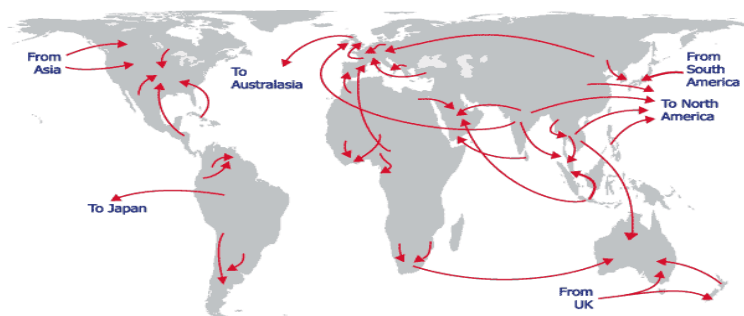 From
Asia
To
Australasia
From
South
America
To North
America
To Japan
From
UK